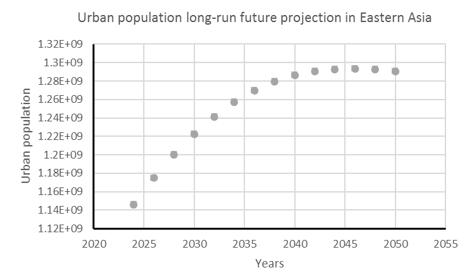 Urban population long-run future projection in Eastern Asia
Urban population
1.32E+09
1.3E+09
1.28E+09
1.26E+09
1.24E+09
1.22E+09
1.2E+09
1.18E+09
1.16E+09
1.14E+09
1.12E+09
2020 2025 2030 2035 2040 2045 2050 2055
Years